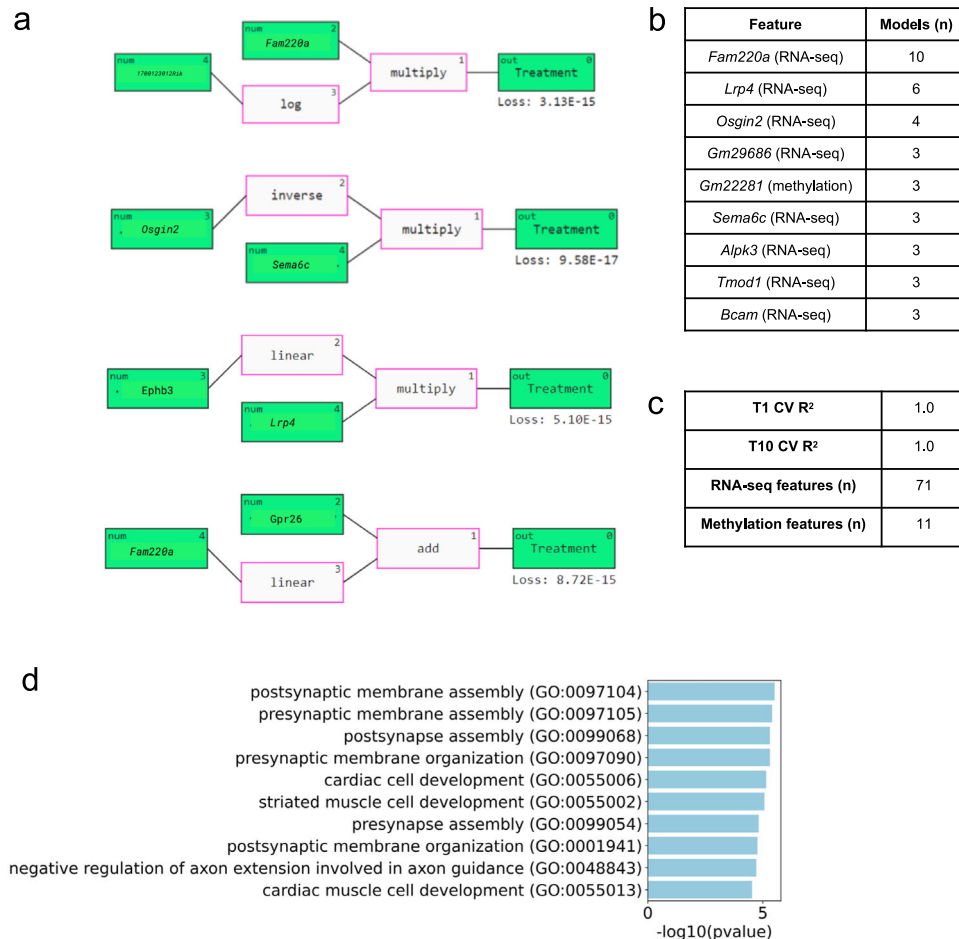 a
num 4
1700123O12Rik
2
Fam220a
log 3
multiply 1
out 0
Treatment
Loss: 3.13E-15
num 3
Osgin2
inverse 2
num 4
Sema6c
multiply 1
out 0
Treatment
Loss: 9.58E-17
num 3
Ephb3
linear 2
num 4
Lrp4
multiply 1
out 0
Treatment
Loss: 5.10E-15
num 4
Fam220a
num 2
Gpr26
linear 3
add 1
out 0
Treatment
Loss: 8.72E-15
b
Feature Models (n)
Fam220a (RNA-seq) 10
Lrp4 (RNA-seq) 6
Osgin2 (RNA-seq) 4
Gm29686 (RNA-seq) 3
Gm22281 (methylation) 3
Sema6c (RNA-seq) 3
Alpk3 (RNA-seq) 3
Tmod1 (RNA-seq) 3
Bcam (RNA-seq) 3
c
T1 CV R² 1.0
T10 CV R² 1.0
RNA-seq features (n) 71
Methylation features (n) 11
d
postsynaptic membrane assembly (GO:0097104)
presynaptic membrane assembly (GO:0097105)
postsynapse assembly (GO:0099068)
presynaptic membrane organization (GO:0097090)
cardiac cell development (GO:0055006)
striated muscle cell development (GO:0055002)
presynapse assembly (GO:0099054)
postsynaptic membrane organization (GO:0001941)
negative regulation of axon extension involved in axon guidance (GO:0048843)
cardiac muscle cell development (GO:0055013)
0 5
-log10(pvalue)